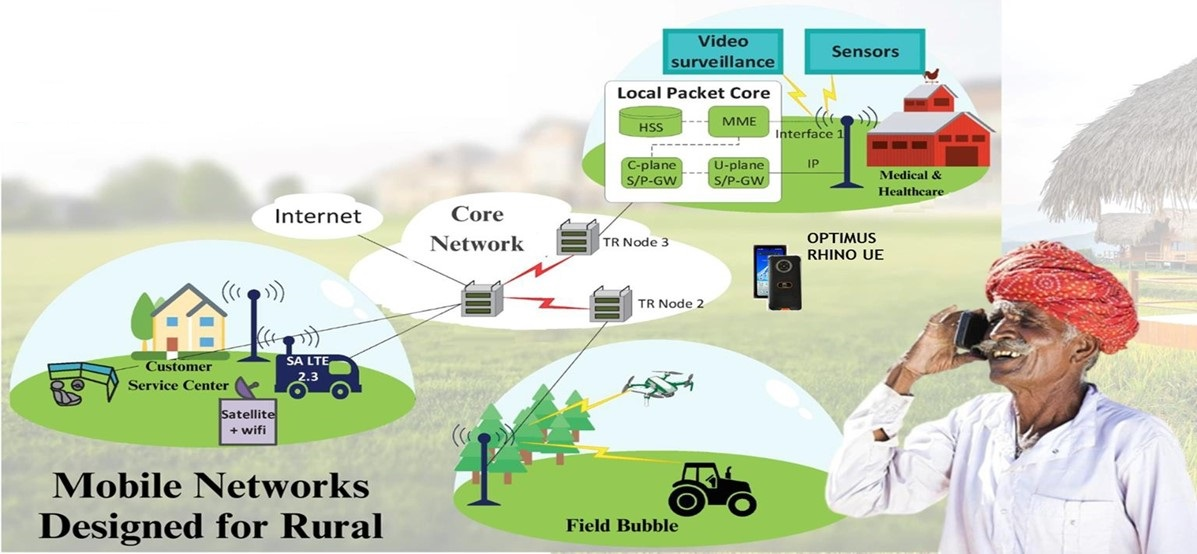 Video
surveillance
Sensors
Local Packet Core
HSS
MME
Interface 1
C-plane
S/P-GW
U-plane
S/P-GW
IP
Medical &
Healthcare
Internet
Core
Network
TR Node 3
OPTIMUS
RHINO UE
TR Node 2
SA LTE
2.3
Customer
Service Center
Satellite
+ wifi
Mobile Networks
Designed for Rural
Field Bubble